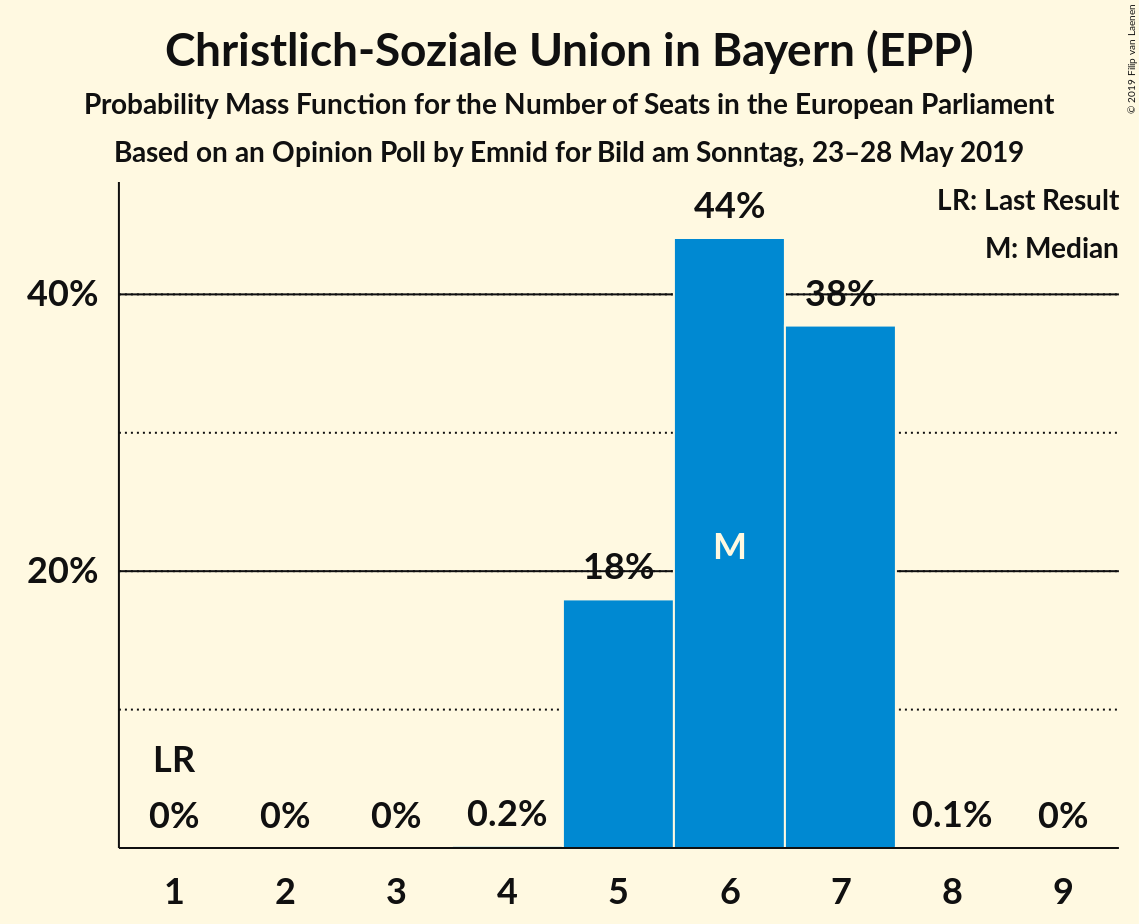 Christlich-Soziale Union in Bayern (EPP)
Probability Mass Function for the Number of Seats in the European Parliament
Based on an Opinion Poll by Emnid for Bild am Sonntag, 23–28 May 2019
© 2019 Filip van Laenen
LR: Last Result
M: Median
44%
40%
38%
20%
18%
M
LR
0% 0% 0% 0.2% 0.1% 0%
1 2 3 4 5 6 7 8 9